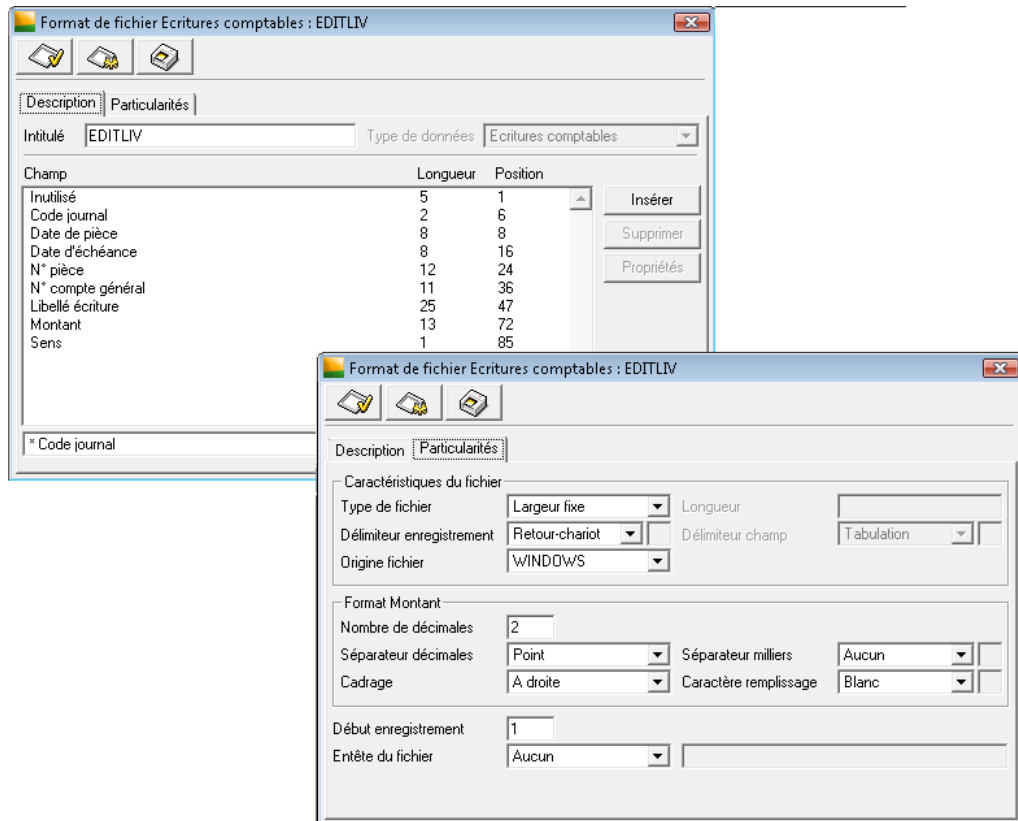 Format de fichier Ecritures comptables : EDITLIV
Description Particularités
Intitulé EDITLIV Type de données Ecritures comptables
Champ Longueur Position
Inutilisé 5 1 Insérer
Code journal 2 6
Date de pièce 8 8 Supprimer
Date d'échéance 8 16
N° pièce 12 24 Propriétés
N° compte général 11 36
Libellé écriture 25 47
Montant 13 72
Sens 1 85
* Code journal
Format de fichier Ecritures comptables : EDITLIV
Description Particularités
Caractéristiques du fichier
Type de fichier Largeur fixe Longueur
Délimiteur enregistrement Retour-chariot Délimiteur champ Tabulation
Origine fichier WINDOWS
Format Montant
Nombre de décimales 2
Séparateur décimales Point Séparateur milliers Aucun
Cadrage A droite Caractère remplissage Blanc
Début enregistrement 1
Entête du fichier Aucun